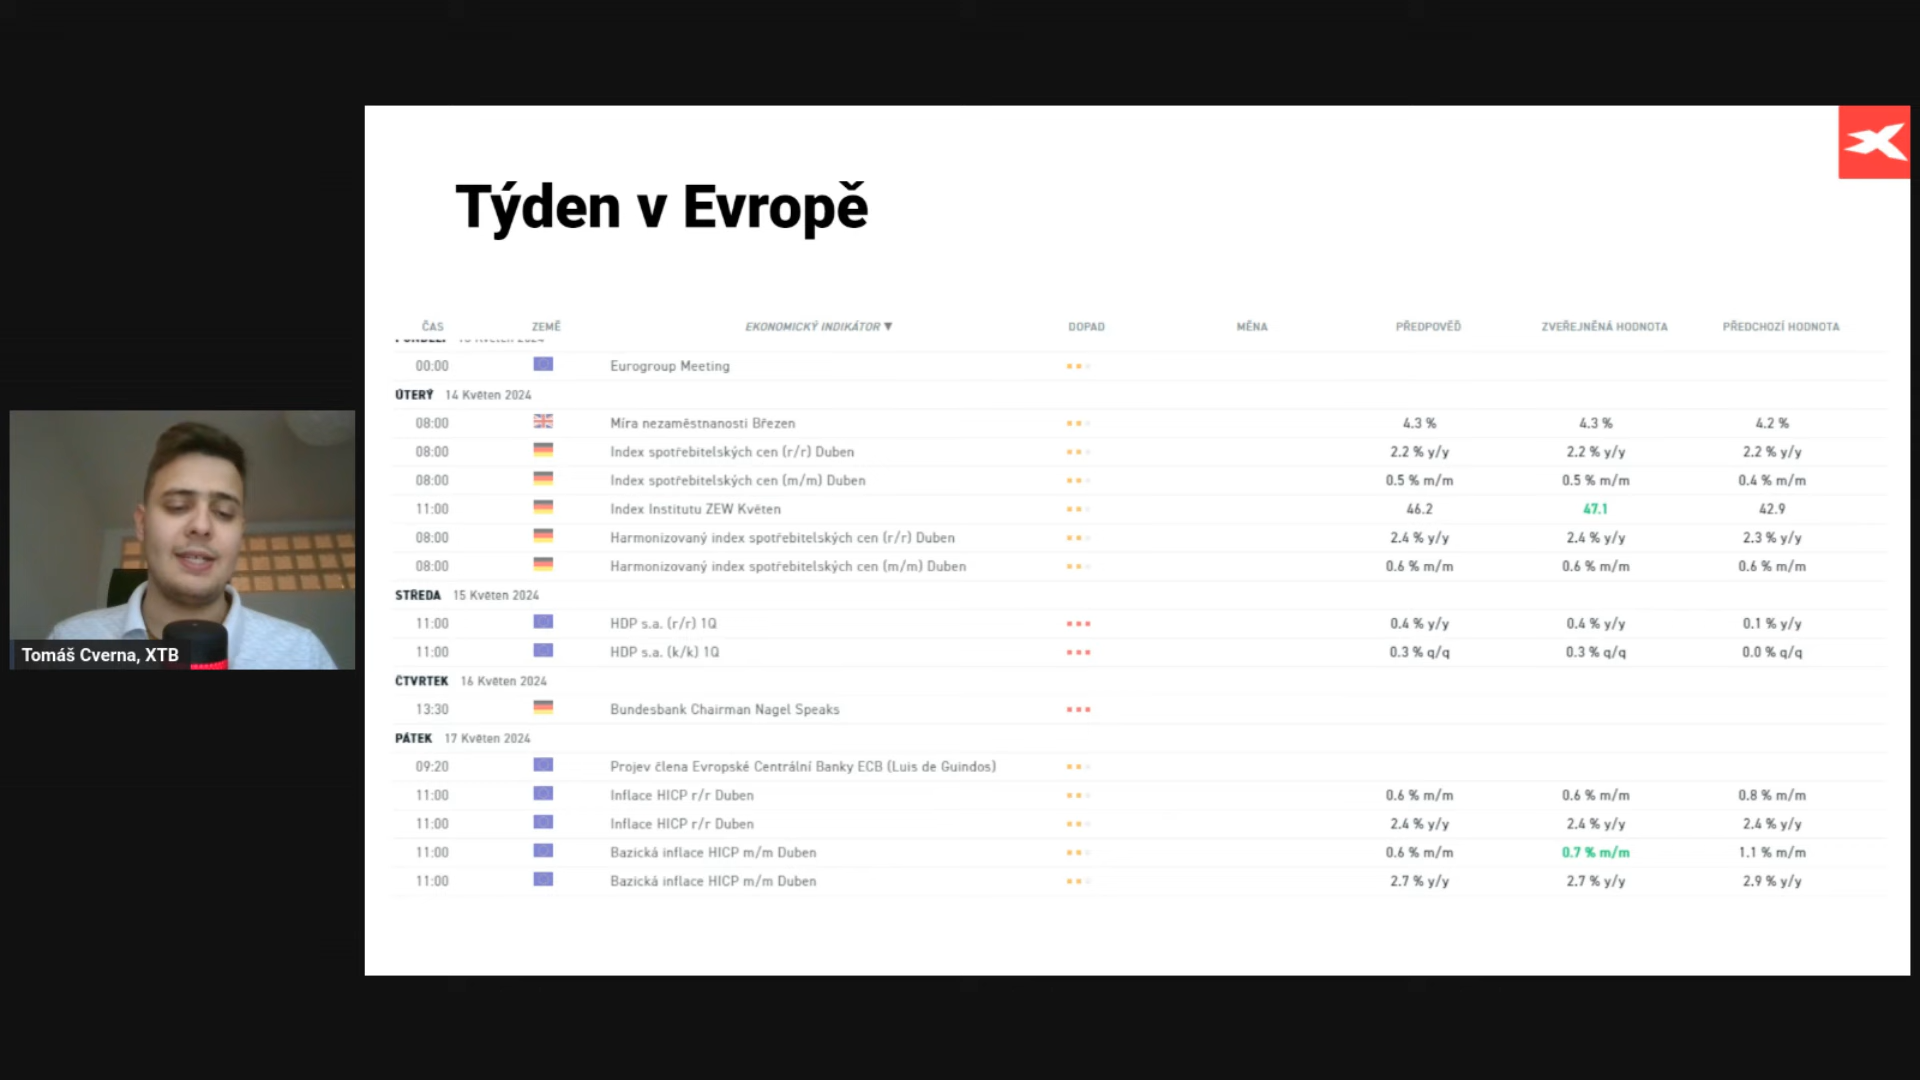 Týden v Evropě
ČAS ZEMĚ EKONOMICKÝ INDIKÁTOR ▼ DOPAD MĚNA PŘEDPOVĚĎ ZVEŘEJNĚNÁ HODNOTA PŘEDCHOZÍ HODNOTA
00:00 Eurogroup Meeting
ÚTERÝ 14 Květen 2024
08:00 Míra nezaměstnanosti Březen 4.3 % 4.3 % 4.2 %
08:00 Index spotřebitelských cen (r/r) Duben 2.2 % y/y 2.2 % y/y 2.2 % y/y
08:00 Index spotřebitelských cen (m/m) Duben 0.5 % m/m 0.5 % m/m 0.4 % m/m
11:00 Index Institutu ZEW Květen 46.2 47.1 42.9
08:00 Harmonizovaný index spotřebitelských cen (r/r) Duben 2.4 % y/y 2.4 % y/y 2.3 % y/y
08:00 Harmonizovaný index spotřebitelských cen (m/m) Duben 0.6 % m/m 0.6 % m/m 0.6 % m/m
STŘEDA 15 Květen 2024
11:00 HDP s.a. (r/r) 1Q 0.4 % y/y 0.4 % y/y 0.1 % y/y
11:00 HDP s.a. (k/k) 1Q 0.3 % q/q 0.3 % q/q 0.0 % q/q
ČTVRTEK 16 Květen 2024
13:30 Bundesbank Chairman Nagel Speaks
PÁTEK 17 Květen 2024
09:20 Projev člena Evropské Centrální Banky ECB (Luis de Guindos)
11:00 Inflace HICP r/r Duben 0.6 % m/m 0.6 % m/m 0.8 % m/m
11:00 Inflace HICP r/r Duben 2.4 % y/y 2.4 % y/y 2.4 % y/y
11:00 Bazická inflace HICP m/m Duben 0.6 % m/m 0.7 % m/m 1.1 % m/m
11:00 Bazická inflace HICP m/m Duben 2.7 % y/y 2.7 % y/y 2.9 % y/y
Tomáš Cverna, XTB